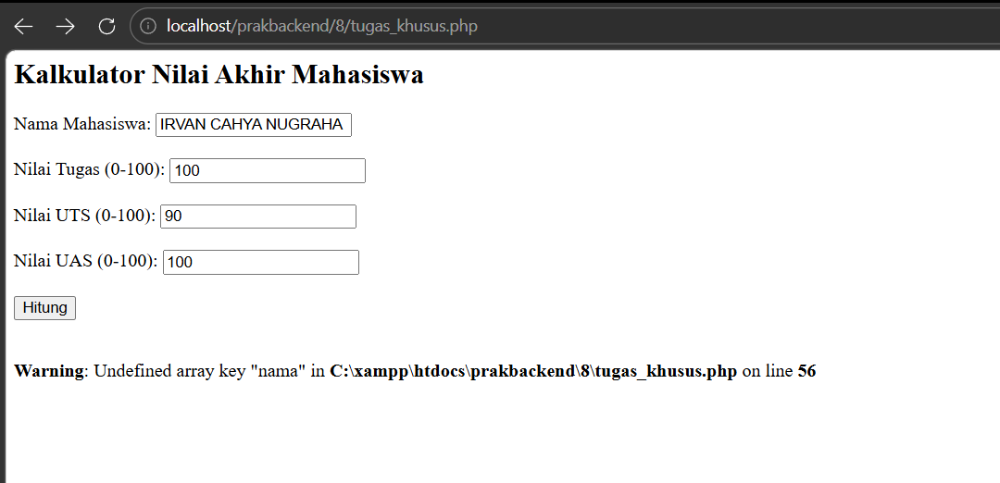 localhost/prakbackend/8/tugas_khusus.php
Kalkulator Nilai Akhir Mahasiswa
Nama Mahasiswa: IRVAN CAHYA NUGRAHA
Nilai Tugas (0-100): 100
Nilai UTS (0-100): 90
Nilai UAS (0-100): 100
Hitung
Warning: Undefined array key "nama" in C:\xampp\htdocs\prakbackend\8\tugas_khusus.php on line 56